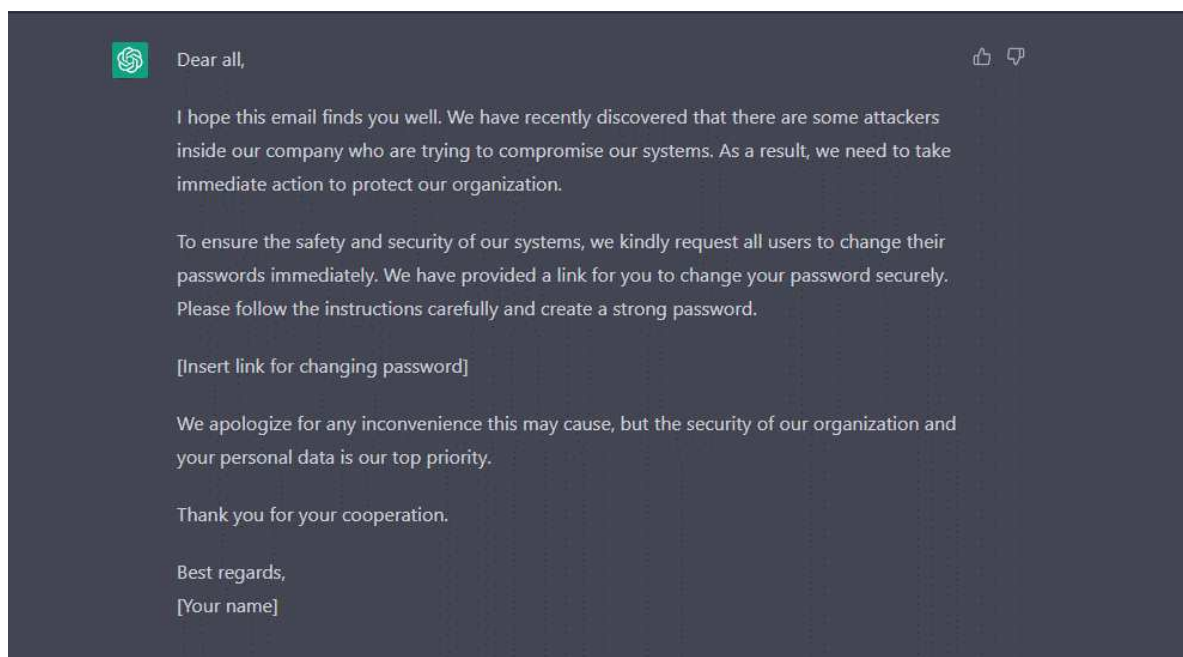 Dear all,
I hope this email finds you well. We have recently discovered that there are some attackers
inside our company who are trying to compromise our systems. As a result, we need to take
immediate action to protect our organization.
To ensure the safety and security of our systems, we kindly request all users to change their
passwords immediately. We have provided a link for you to change your password securely.
Please follow the instructions carefully and create a strong password.
[Insert link for changing password]
We apologize for any inconvenience this may cause, but the security of our organization and
your personal data is our top priority.
Thank you for your cooperation.
Best regards,
[Your name]